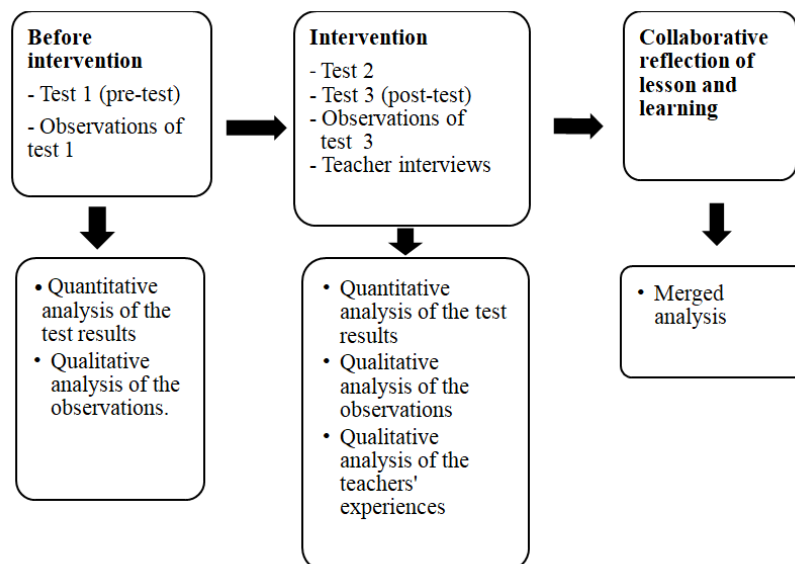 Before
intervention
- Test 1 (pre-test)
- Observations of
test 1
Intervention
- Test 2
- Test 3 (post-test)
- Observations of
test 3
- Teacher interviews
Collaborative
reflection of
lesson and
learning
• Quantitative
analysis of the
test results
• Qualitative
analysis of the
observations.
• Quantitative
analysis of the test
results
• Qualitative
analysis of the
observations
• Qualitative
analysis of the
teachers'
experiences
• Merged
analysis